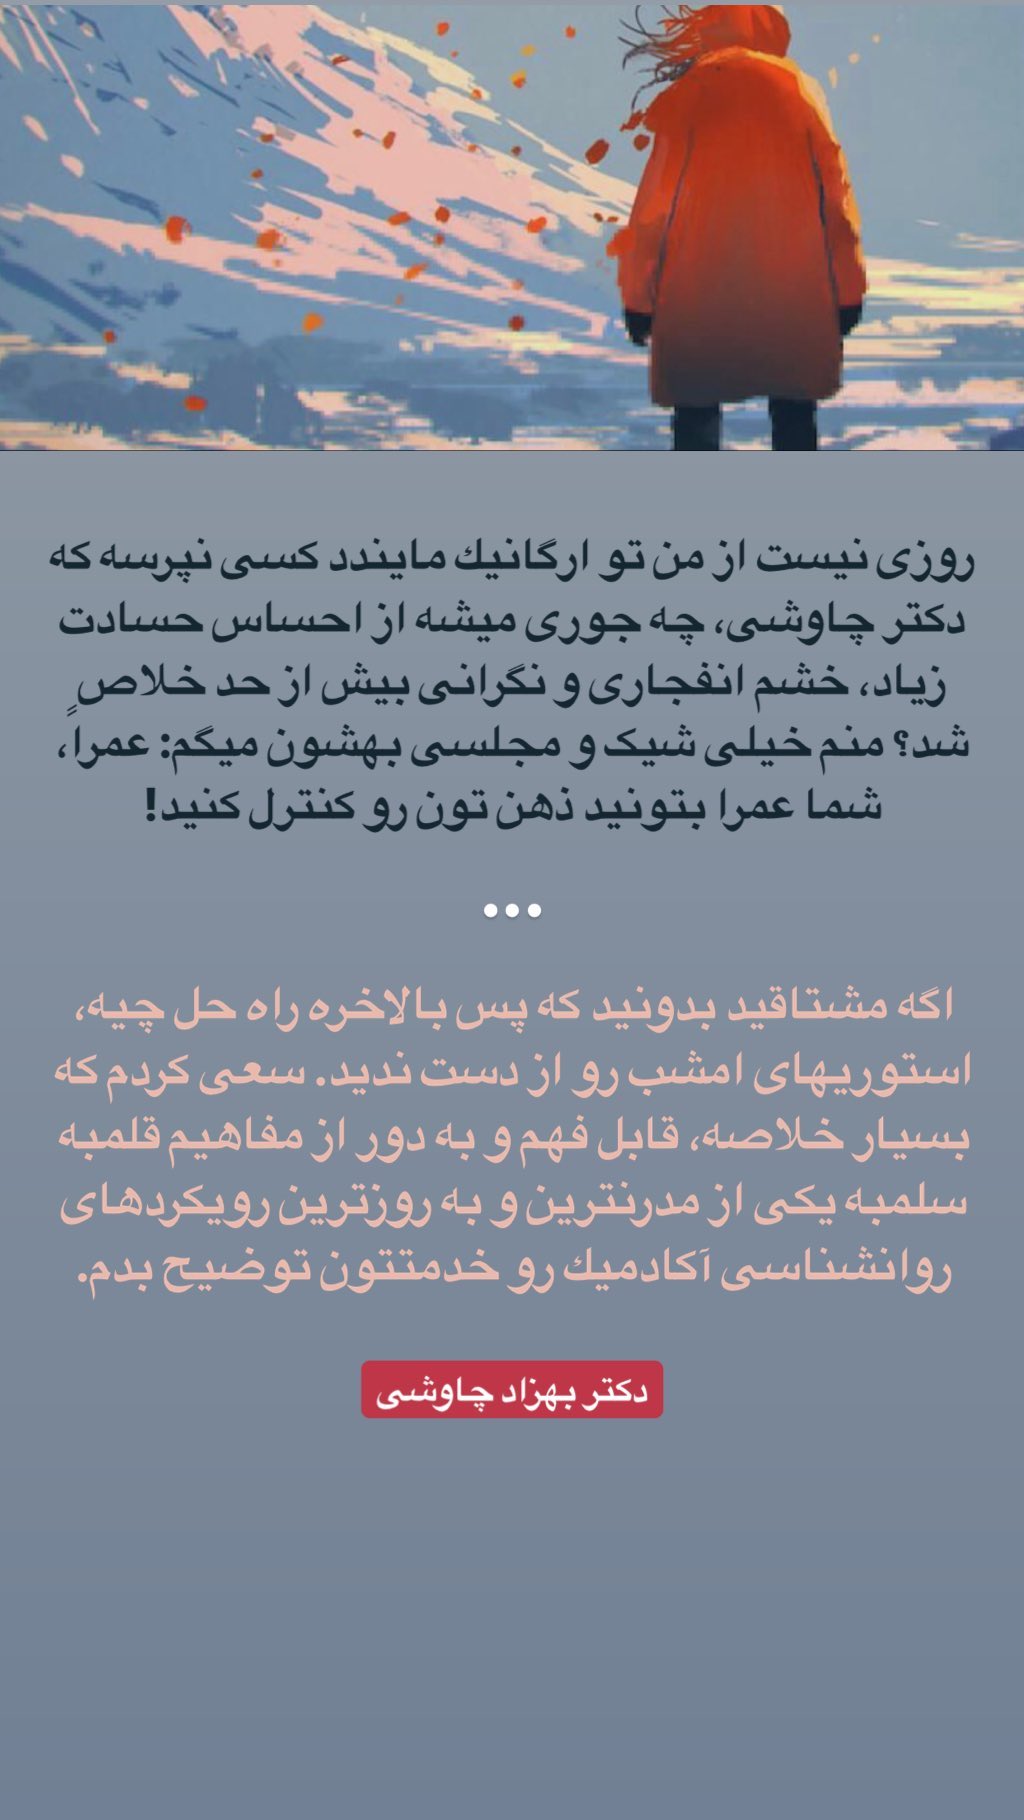 روزی نیست از من تو ارگانیك مایندد کسی نپرسه که
دکتر چاوشی، چه جوری میشه از احساس حسادت
زیاد، خشم انفجاری و نگرانی بیش از حد خلاص
شد؟ منم خیلی شیک و مجلسی بهشون میگم: عمراٍ،
شما عمرا بتونید ذهن تون رو کنترل کنید!
...
اگه مشتاقید بدونید که پس بالاخره راه حل چیه،
استوریهای امشب رو از دست ندید. سعی کردم که
بسیار خلاصه، قابل فهم و به دور از مفاهیم قلمبه
سلمبه یکی از مدرنترین و به روزترین رویکردهای
روانشناسی آکادمیك رو خدمتتون توضیح بدم.
دکتر بهزاد چاوشی